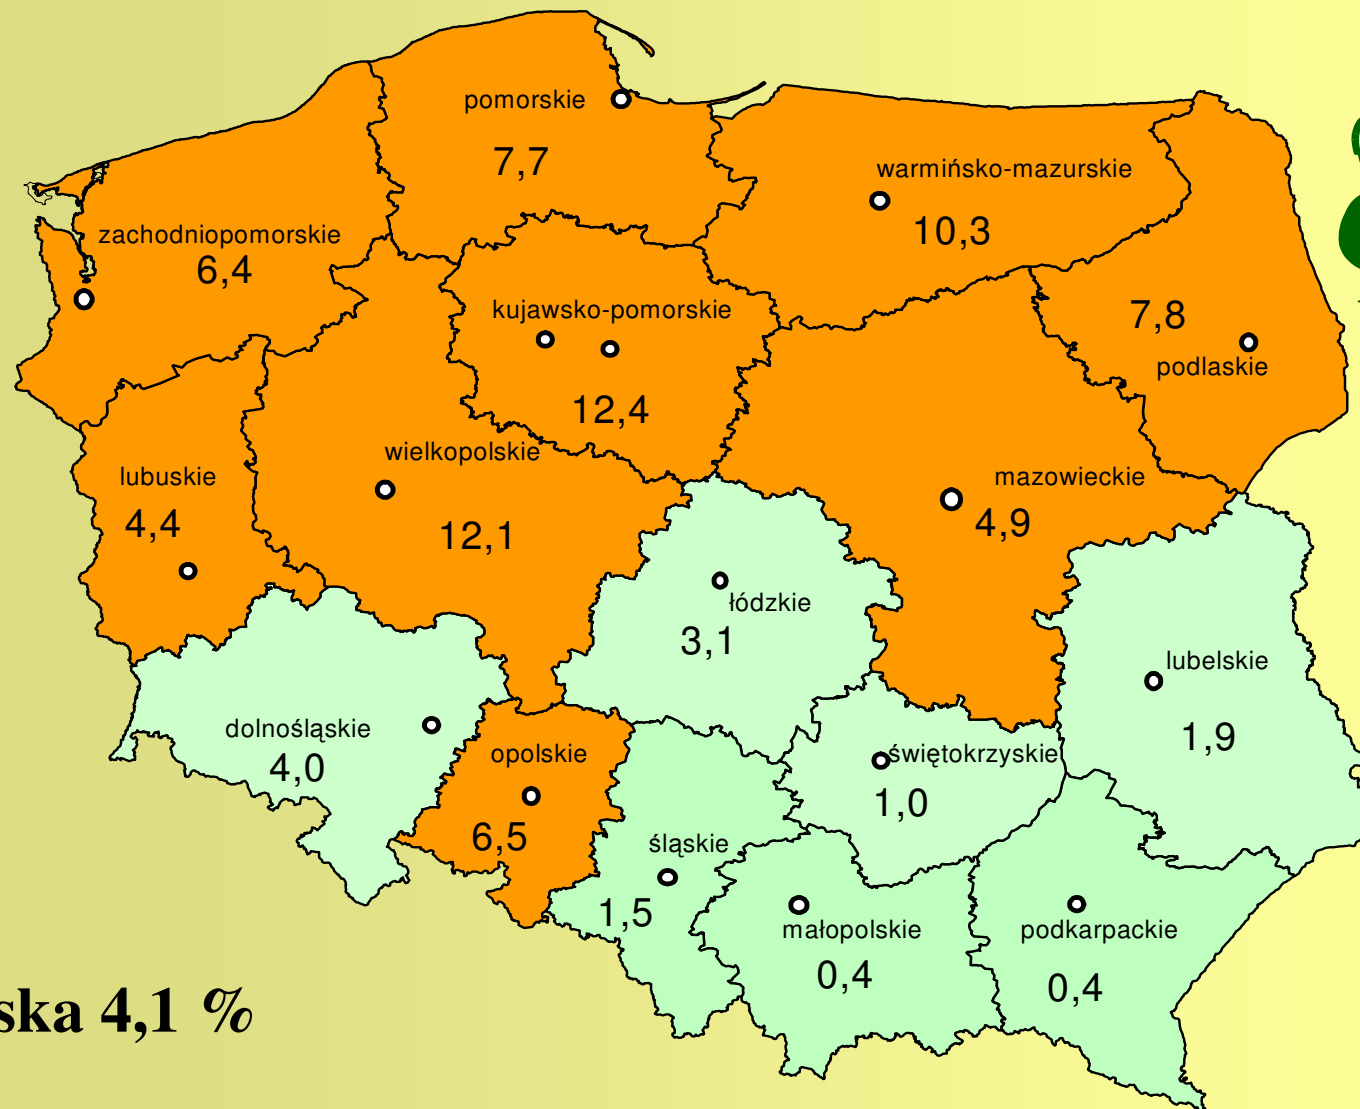 pomorskie
7,7
warmińsko-mazurskie
10,3
zachodniopomorskie
6,4
kujawsko-pomorskie
12,4
7,8
podlaskie
wielkopolskie
12,1
lubuskie
4,4
mazowieckie
4,9
łódzkie
3,1
lubelskie
1,9
dolnośląskie
4,0
opolskie
6,5
świętokrzyskie
1,0
śląskie
1,5
małopolskie
0,4
podkarpackie
0,4
ska 4,1 %